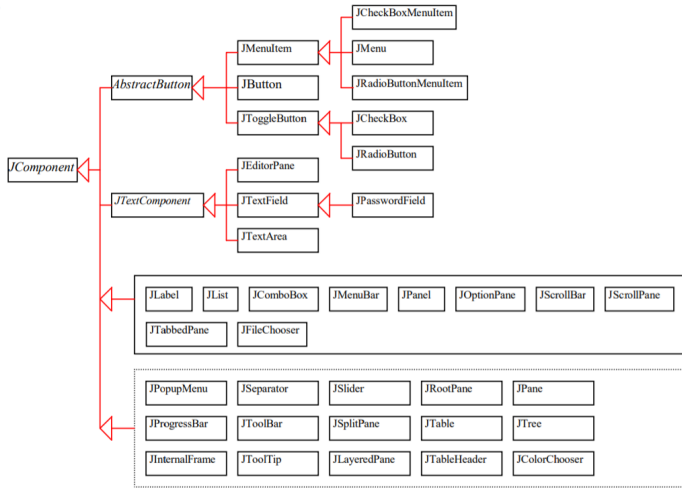 JCheckBoxMenuItem
JMenuItem
JMenu
AbstractButton
JButton
JRadioButtonMenuItem
JToggleButton
JCheckBox
JRadioButton
JComponent
JEditorPane
JTextComponent
JTextField
JPasswordField
JTextArea
JLabel JList JComboBox JMenuBar JPanel JOptionPane JScrollBar JScrollPane
JTabbedPane JFileChooser
JPopupMenu JSeparator JSlider JRootPane JPane
JProgressBar JToolBar JSplitPane JTable JTree
JInternalFrame JToolTip JLayeredPane JTableHeader JColorChooser